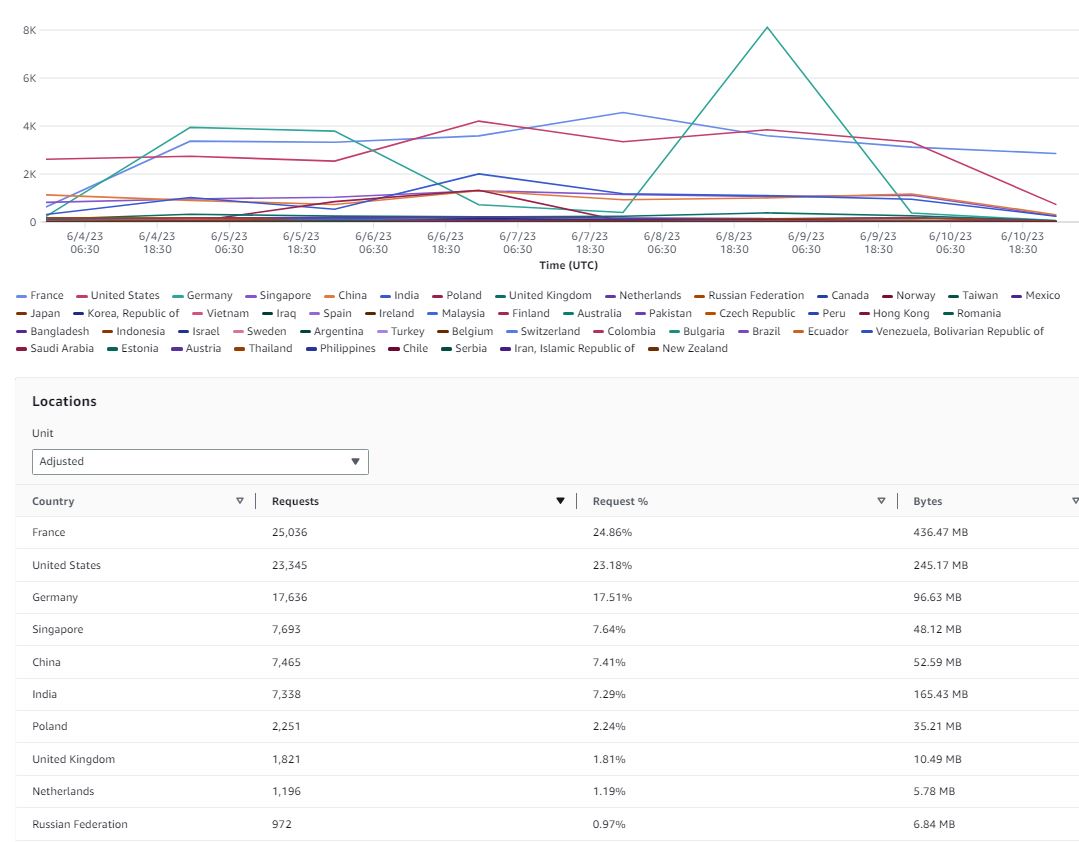 8K
6K
4K
2K
0
6/4/23 6/4/23 6/5/23 6/5/23 6/6/23 6/6/23 6/7/23 6/7/23 6/8/23 6/8/23 6/9/23 6/9/23 6/10/23 6/10/23
06:30 18:30 06:30 18:30 06:30 18:30 06:30 18:30 06:30 18:30 06:30 18:30 06:30 18:30
Time (UTC)
France United States Germany Singapore China India Poland United Kingdom Netherlands Russian Federation Canada Norway Taiwan Mexico
Japan Korea, Republic of Vietnam Iraq Spain Ireland Malaysia Finland Australia Pakistan Czech Republic Peru Hong Kong Romania
Bangladesh Indonesia Israel Sweden Argentina Turkey Belgium Switzerland Colombia Bulgaria Brazil Ecuador Venezuela, Bolivarian Republic of
Saudi Arabia Estonia Austria Thailand Philippines Chile Serbia Iran, Islamic Republic of New Zealand
Locations
Unit
Adjusted
Country Requests Request % Bytes
France 25,036 24.86% 436.47 MB
United States 23,345 23.18% 245.17 MB
Germany 17,636 17.51% 96.63 MB
Singapore 7,693 7.64% 48.12 MB
China 7,465 7.41% 52.59 MB
India 7,338 7.29% 165.43 MB
Poland 2,251 2.24% 35.21 MB
United Kingdom 1,821 1.81% 10.49 MB
Netherlands 1,196 1.19% 5.78 MB
Russian Federation 972 0.97% 6.84 MB